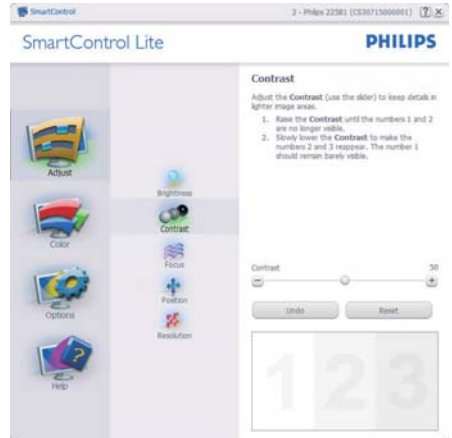 SmartControl
2 - Philips 225B1 (CS30715000001)
SmartControl Lite
PHILIPS
Adjust
Color
Options
Help
Brightness
Contrast
Focus
Position
Resolution
Contrast
Adjust the Contrast (use the slider) to keep details in
lighter image areas.
1. Raise the Contrast until the numbers 1 and 2
are no longer visible.
2. Slowly lower the Contrast to make the
numbers 2 and 3 reappear. The number 1
should remain barely visible.
Contrast 50
Undo Reset
1 2 3